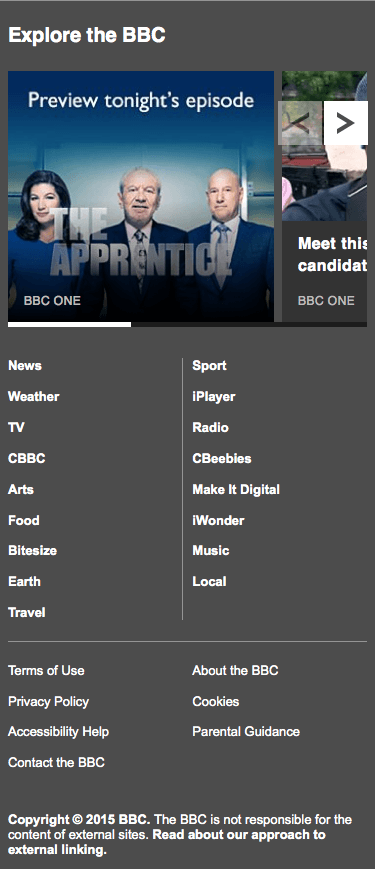 Explore the BBC
Preview tonight's episode
THE
APPRENTICE
BBC ONE
Meet this
candidat
BBC ONE
News
Sport
Weather
iPlayer
TV
Radio
CBBC
CBeebies
Arts
Make It Digital
Food
iWonder
Bitesize
Music
Earth
Local
Travel
Terms of Use
About the BBC
Privacy Policy
Cookies
Accessibility Help
Parental Guidance
Contact the BBC
Copyright © 2015 BBC. The BBC is not responsible for the
content of external sites. Read about our approach to
external linking.